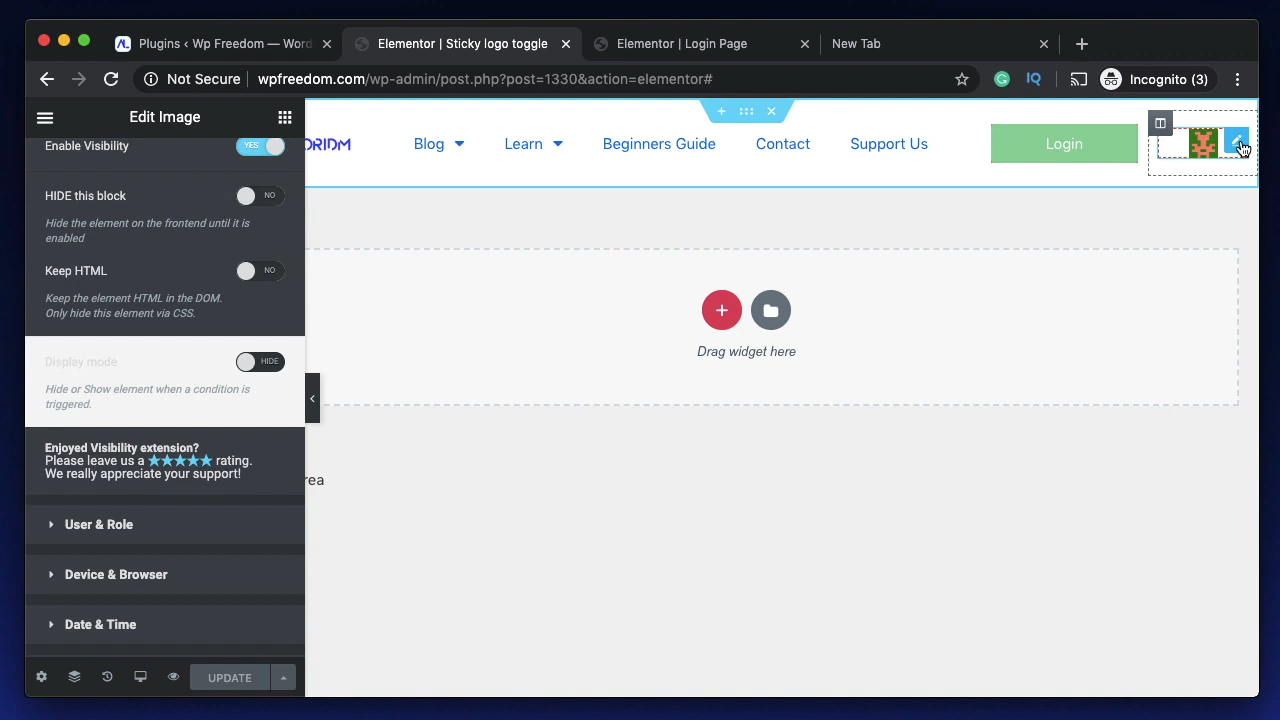 Plugins < Wp Freedom — Word
Elementor | Sticky logo toggle
Elementor | Login Page
New Tab
Not Secure
wpfreedom.com/wp-admin/post.php?post=1330&action=elementor#
IQ
Incognito (3)
Edit Image
Enable Visibility
YES
ORIDM
Blog
Learn
Beginners Guide
Contact
Support Us
Login
HIDE this block
NO
Hide the element on the frontend until it is
enabled
Keep HTML
NO
Keep the element HTML in the DOM.
Only hide this element via CSS.
Display mode
HIDE
Hide or Show element when a condition is
triggered.
Drag widget here
Enjoyed Visibility extension?
Please leave us a ★★★★★ rating.
We really appreciate your support!
rea
User & Role
Device & Browser
Date & Time
UPDATE